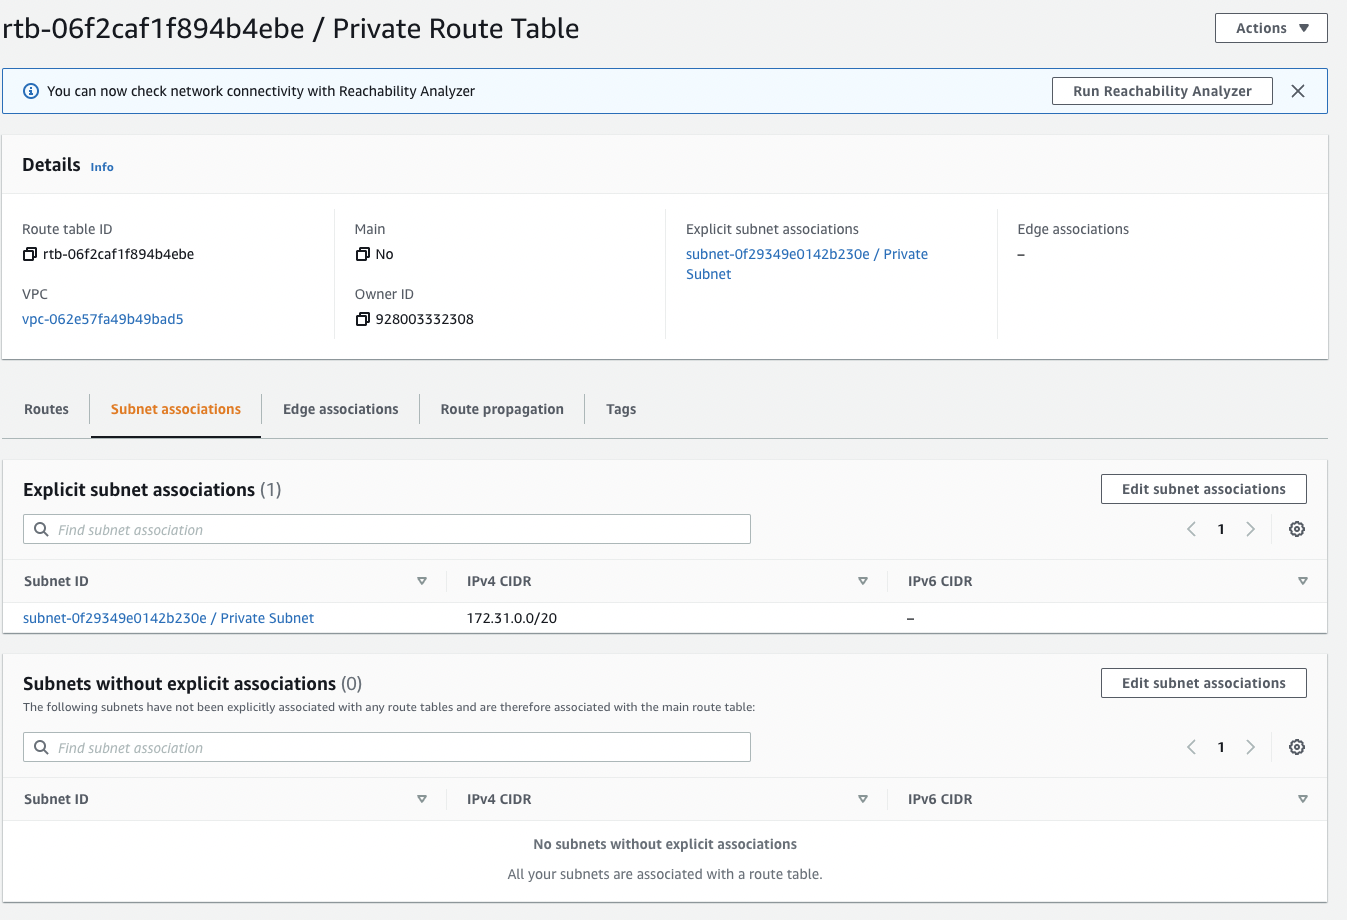 rtb-06f2caf1f894b4ebe / Private Route Table
Actions
You can now check network connectivity with Reachability Analyzer
Run Reachability Analyzer
Details Info
Route table ID
rtb-06f2caf1f894b4ebe
Main
No
Explicit subnet associations
subnet-0f29349e0142b230e / Private
Subnet
Edge associations
–
VPC
vpc-062e57fa49b49bad5
Owner ID
928003332308
Routes
Subnet associations
Edge associations
Route propagation
Tags
Explicit subnet associations (1)
Edit subnet associations
Find subnet association
1
Subnet ID
IPv4 CIDR
IPv6 CIDR
subnet-0f29349e0142b230e / Private Subnet
172.31.0.0/20
–
Subnets without explicit associations (0)
Edit subnet associations
The following subnets have not been explicitly associated with any route tables and are therefore associated with the main route table:
Find subnet association
1
Subnet ID
IPv4 CIDR
IPv6 CIDR
No subnets without explicit associations
All your subnets are associated with a route table.